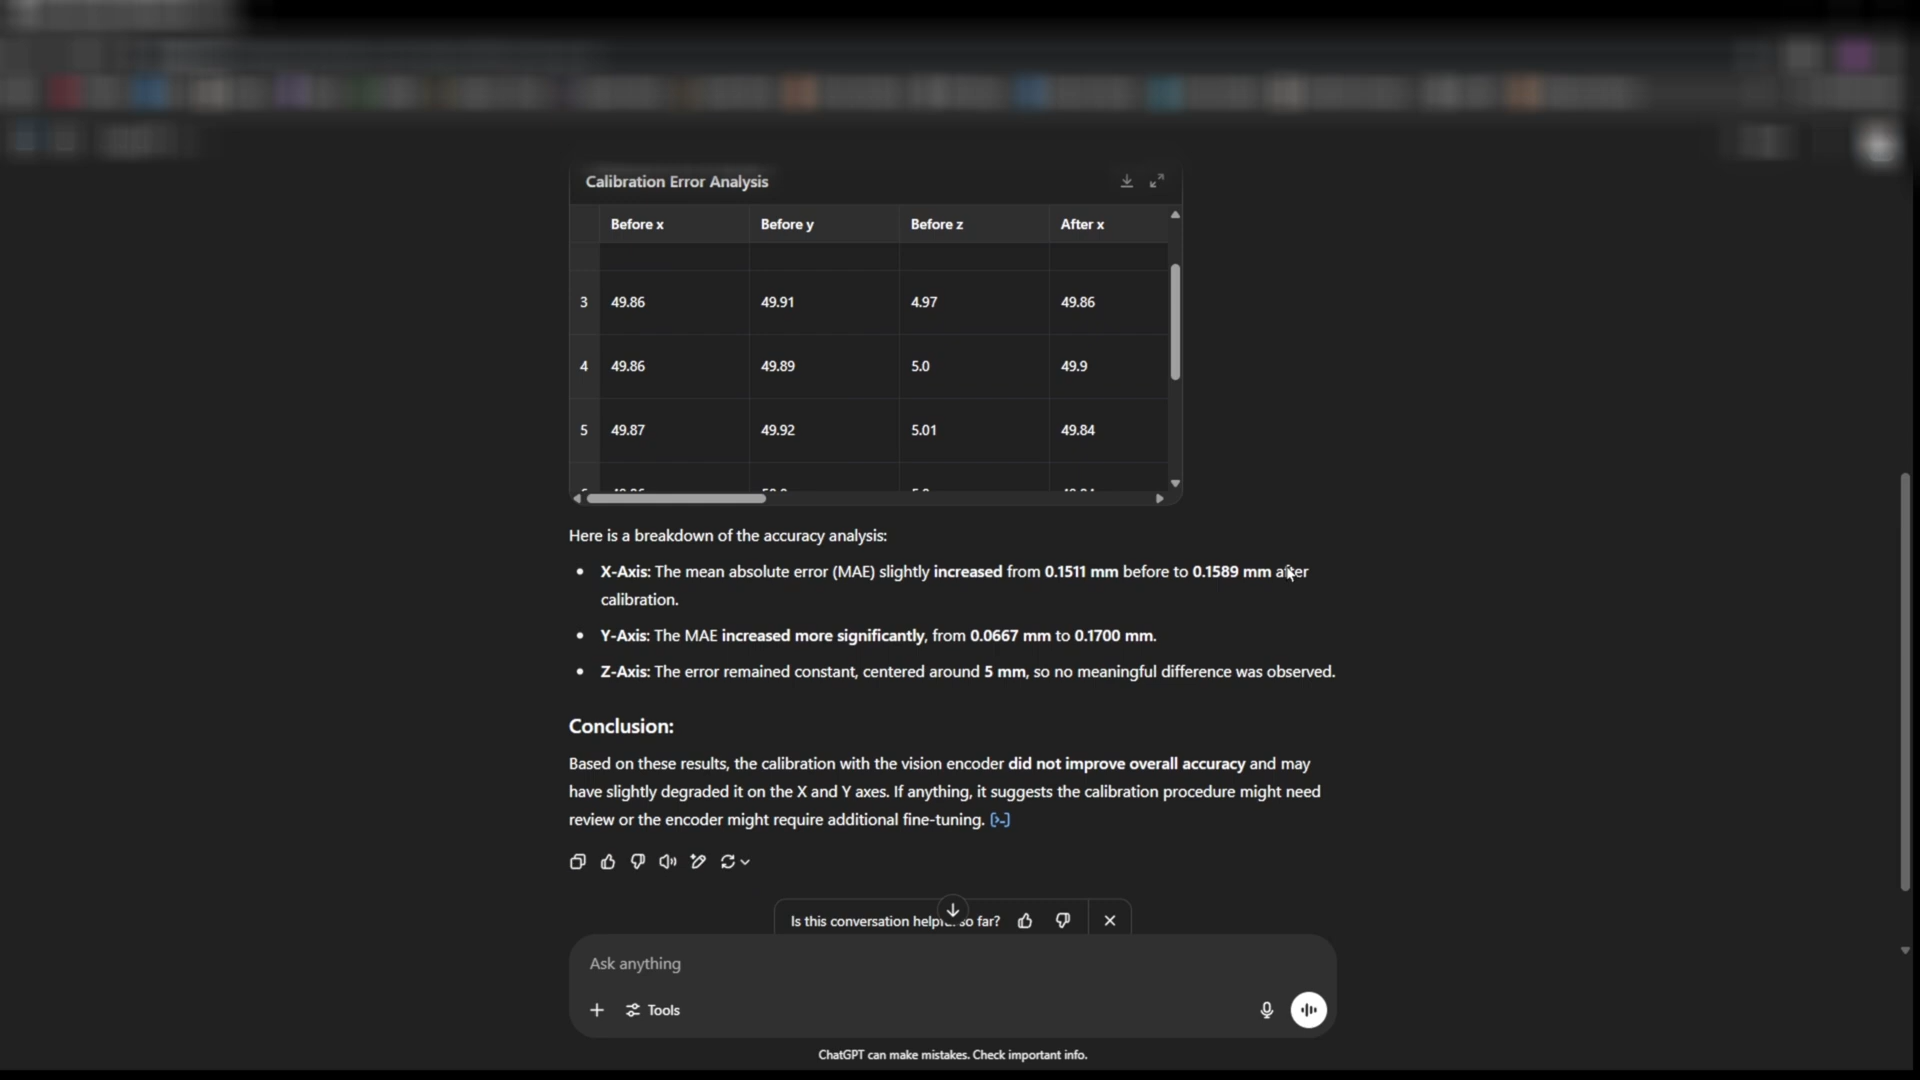 Calibration Error Analysis
Before x Before y Before z After x
3 49.86 49.91 4.97 49.86
4 49.86 49.89 5.0 49.9
5 49.87 49.92 5.01 49.84
Here is a breakdown of the accuracy analysis:
• X-Axis: The mean absolute error (MAE) slightly increased from 0.1511 mm before to 0.1589 mm after
calibration.
• Y-Axis: The MAE increased more significantly, from 0.0667 mm to 0.1700 mm.
• Z-Axis: The error remained constant, centered around 5 mm, so no meaningful difference was observed.
Conclusion:
Based on these results, the calibration with the vision encoder did not improve overall accuracy and may
have slightly degraded it on the X and Y axes. If anything, it suggests the calibration procedure might need
review or the encoder might require additional fine-tuning.
Is this conversation helpful so far?
Ask anything
Tools
ChatGPT can make mistakes. Check important info.